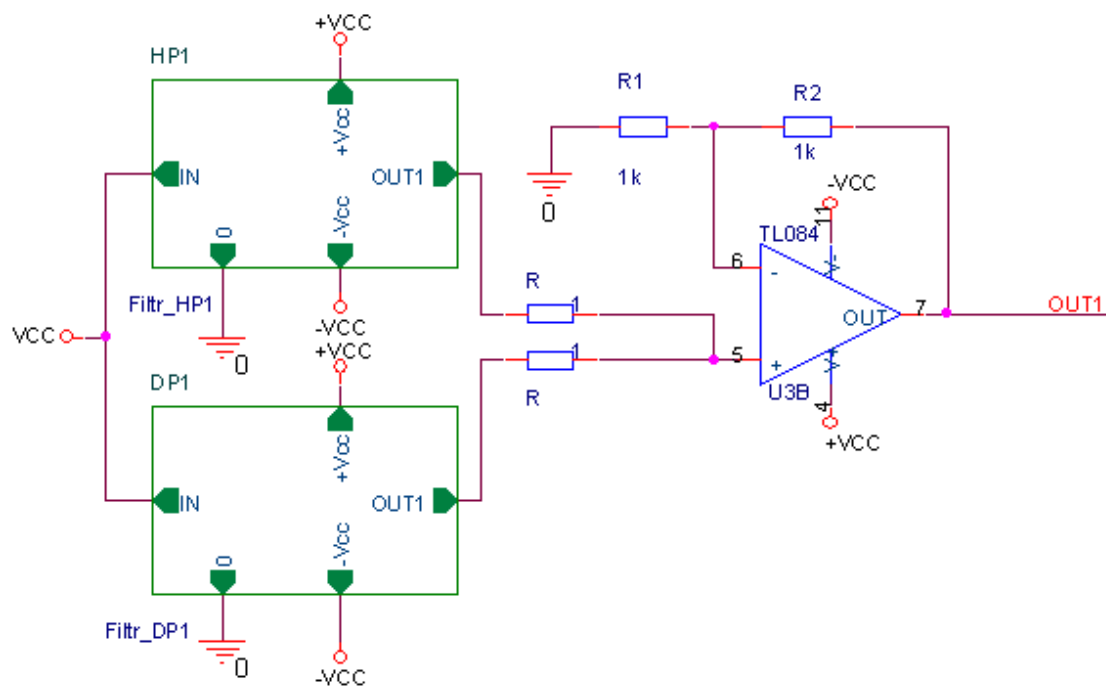 +VCC
HP1
+Vcc
IN
OUT1
0
-Vcc
Filtr_HP1
0
-VCC
VCC
+VCC
DP1
+Vcc
IN
OUT1
0
-Vcc
Filtr_DP1
0
-VCC
R1
1k
R2
1k
0
-VCC
11
TL084
V-
6
-
R
1
OUT
7
OUT1
1
5
+
V+
R
U3B
4
+VCC